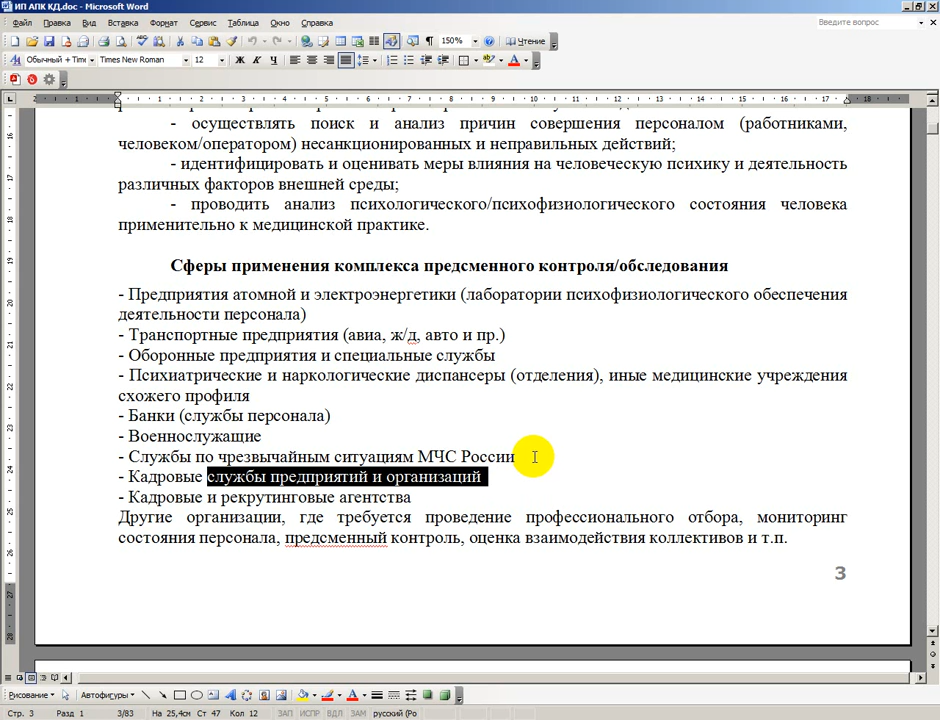 ИП АПК КД.doc - Microsoft Word
Файл Правка Вид Вставка Формат Сервис Таблица Окно Справка Введите вопрос
150% Чтение
Обычный + Time Times New Roman 12 Ж К Ч
- осуществлять поиск и анализ причин совершения персоналом (работниками,
человеком/оператором) несанкционированных и неправильных действий;
- идентифицировать и оценивать меры влияния на человеческую психику и деятельность
различных факторов внешней среды;
- проводить анализ психологического/психофизиологического состояния человека
применительно к медицинской практике.
Сферы применения комплекса предсменного контроля/обследования
- Предприятия атомной и электроэнергетики (лаборатории психофизиологического обеспечения
деятельности персонала)
- Транспортные предприятия (авиа, ж/д, авто и пр.)
- Оборонные предприятия и специальные службы
- Психиатрические и наркологические диспансеры (отделения), иные медицинские учреждения
схожего профиля
- Банки (службы персонала)
- Военнослужащие
- Службы по чрезвычайным ситуациям МЧС России
- Кадровые службы предприятий и организаций
- Кадровые и рекрутинговые агентства
Другие организации, где требуется проведение профессионального отбора, мониторинг
состояния персонала, предсменный контроль, оценка взаимодействия коллективов и т.п.
3
Рисование Автофигуры
Стр. 3 Разд 1 3/83 На 25,4см Ст 47 Кол 12 ЗАП ИСПР ВДЛ ЗАМ русский (Ро